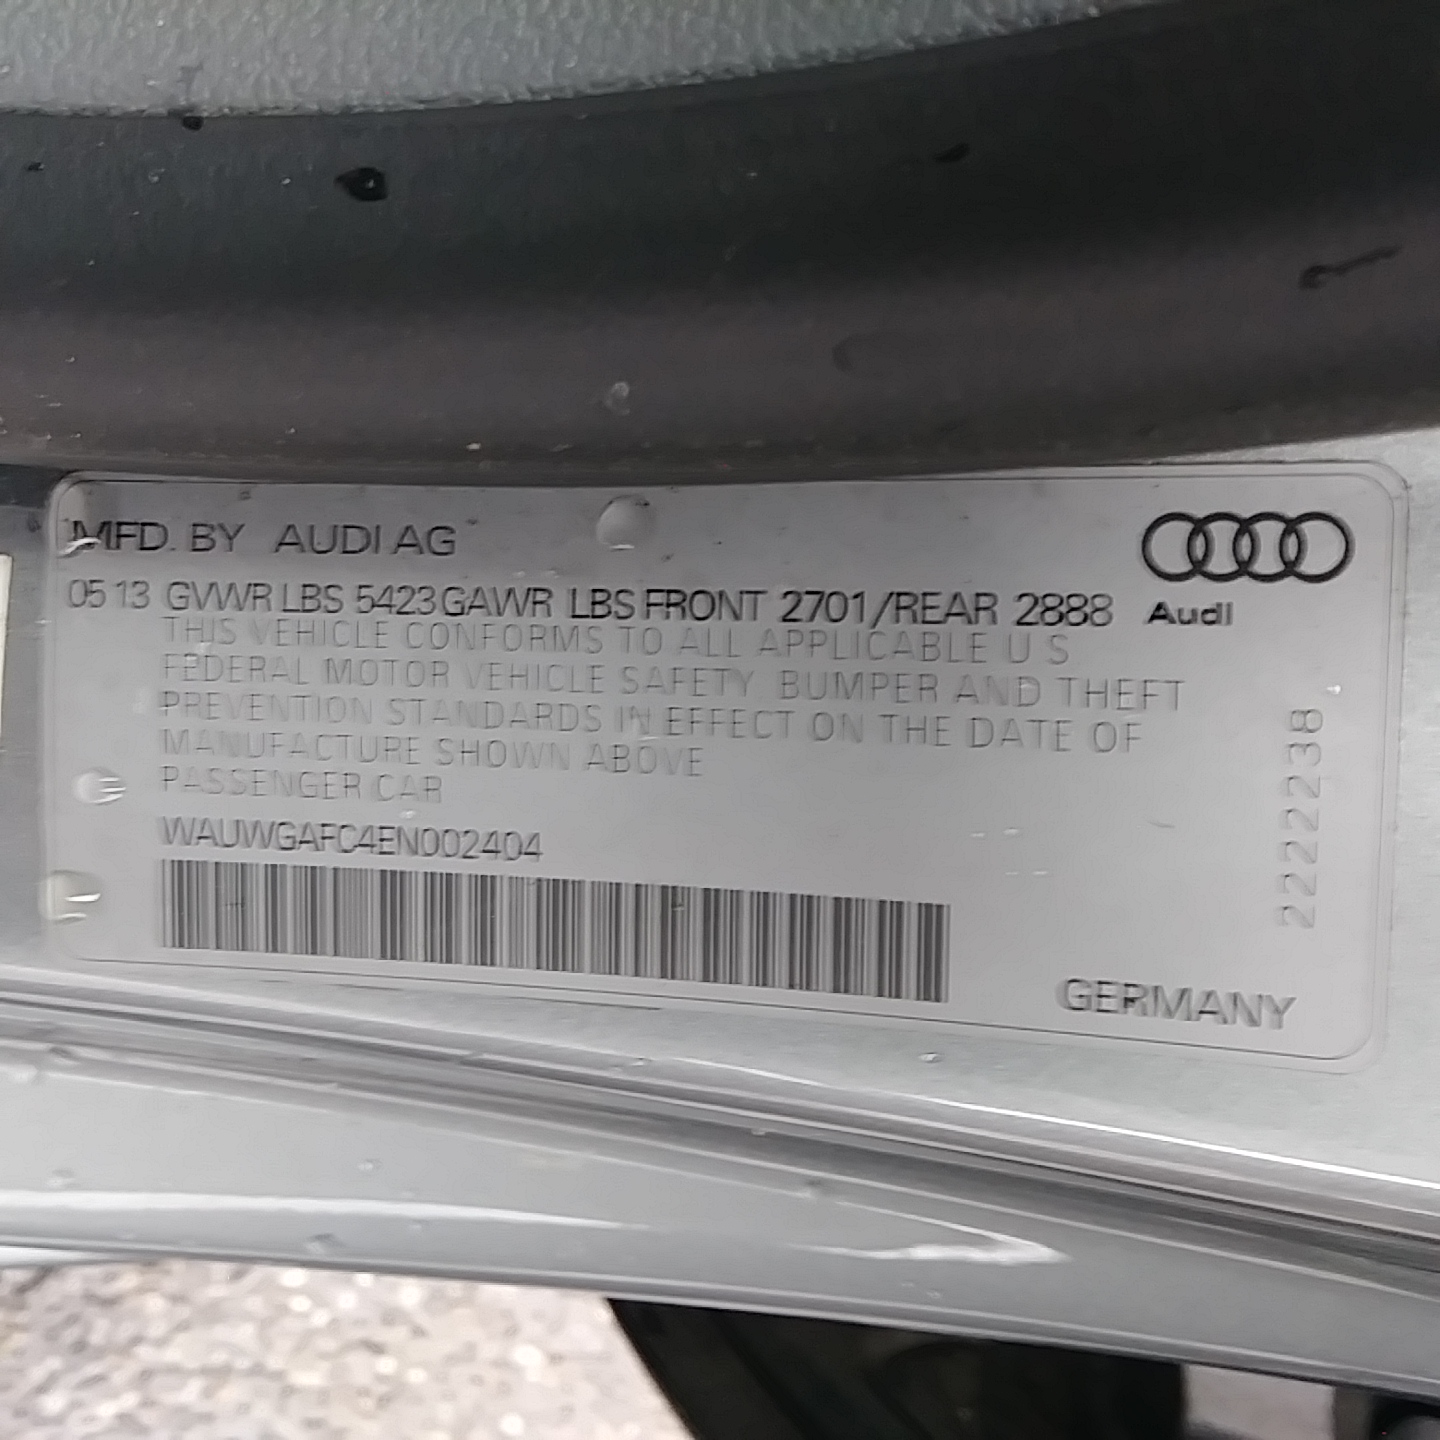 MFD. BY AUDI AG
05 13 GVWR LBS 5423 GAWR LBS FRONT 2701/REAR 2888
Audi
THIS VEHICLE CONFORMS TO ALL APPLICABLE U S
FEDERAL MOTOR VEHICLE SAFETY BUMPER AND THEFT
PREVENTION STANDARDS IN EFFECT ON THE DATE OF
MANUFACTURE SHOWN ABOVE
PASSENGER CAR
WAUWGAFC4EN002404
2222238
GERMANY